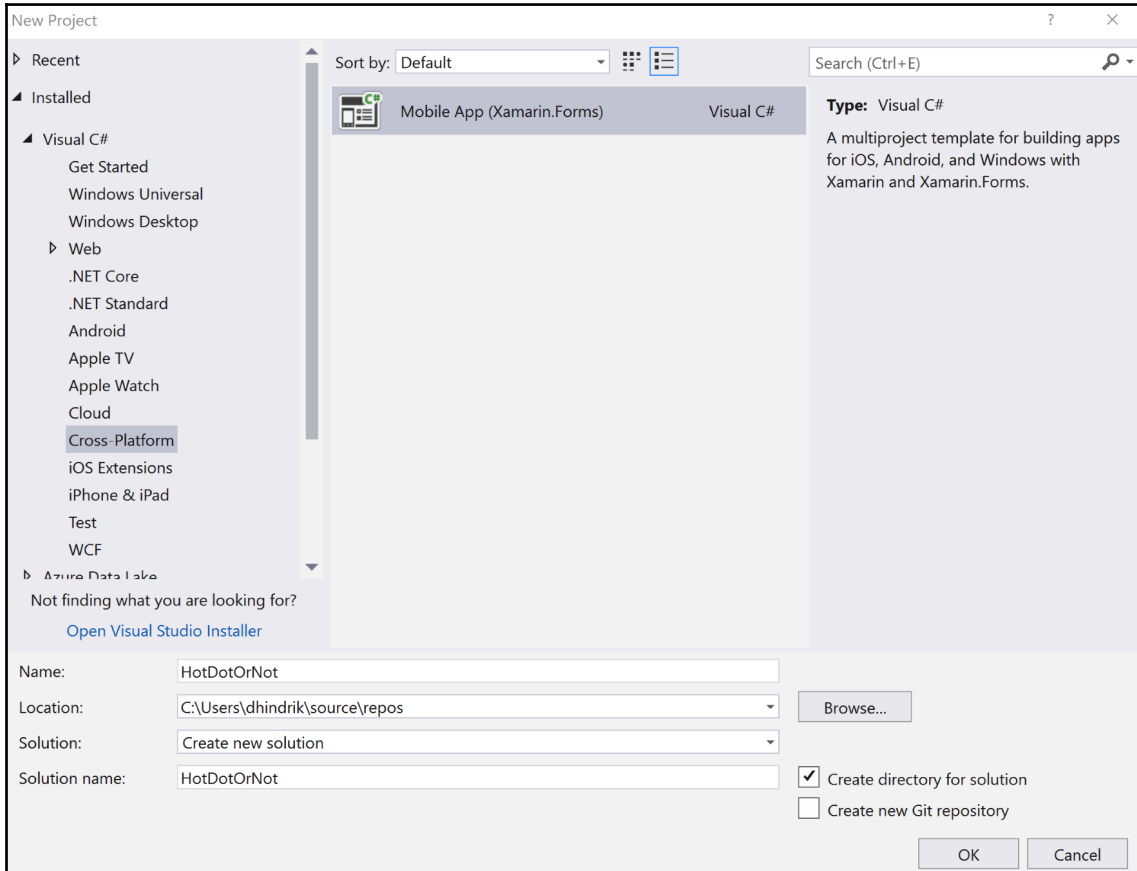 New Project
?
Recent
Installed
Visual C#
Get Started
Windows Universal
Windows Desktop
Web
.NET Core
.NET Standard
Android
Apple TV
Apple Watch
Cloud
Cross-Platform
iOS Extensions
iPhone & iPad
Test
WCF
Azure Data Lake
Not finding what you are looking for?
Open Visual Studio Installer
Sort by: Default
C#
Mobile App (Xamarin.Forms) Visual C#
Search (Ctrl+E)
Type: Visual C#
A multiproject template for building apps
for iOS, Android, and Windows with
Xamarin and Xamarin.Forms.
Name: HotDotOrNot
Location: C:\Users\dhindrik\source\repos
Browse...
Solution: Create new solution
Solution name: HotDotOrNot
Create directory for solution
Create new Git repository
OK Cancel